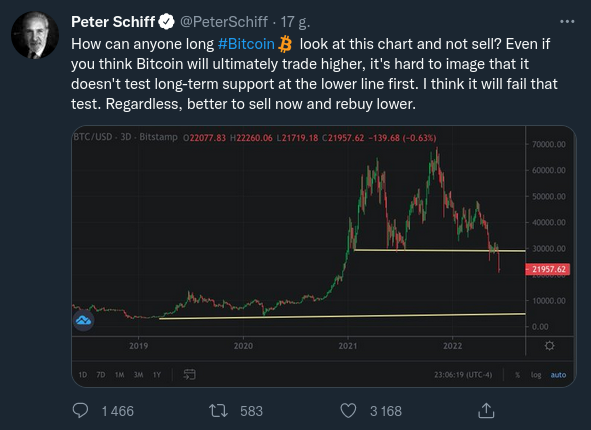 Peter Schiff @PeterSchiff · 17 g.
How can anyone long #Bitcoin look at this chart and not sell? Even if
you think Bitcoin will ultimately trade higher, it's hard to image that it
doesn't test long-term support at the lower line first. I think it will fail that
test. Regardless, better to sell now and rebuy lower.
BTC/USD · 3D · Bitstamp O22077.83 H22260.06 L21719.18 C21957.62 −139.68 (−0.63%)
70000.00
60000.00
50000.00
40000.00
30000.00
21957.62
10000.00
0.00
2019 2020 2021 2022
1D 7D 1M 3M 1Y 23:06:19 (UTC-4) % log auto
1 466 583 3 168